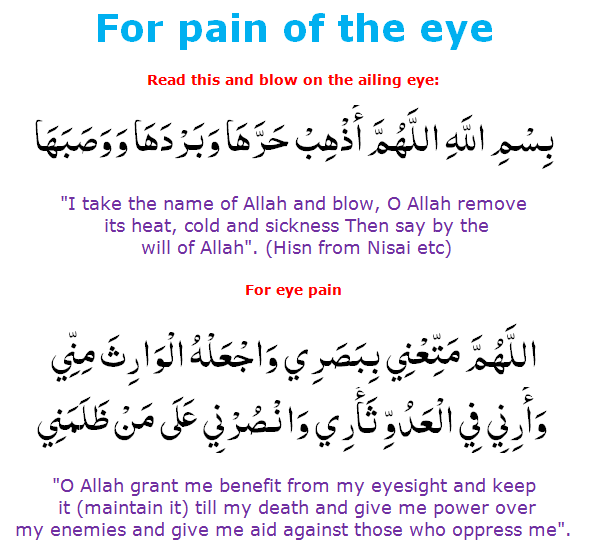 For pain of the eye
Read this and blow on the ailing eye:
بِسْمِ اللَّهِ اللَّهُمَّ أَذْهِبْ حَرَّهَا وَبَرْدَهَا وَوَصَبَهَا
"I take the name of Allah and blow, O Allah remove
its heat, cold and sickness Then say by the
will of Allah". (Hisn from Nisai etc)
For eye pain
اللَّهُمَّ مَتِّعْنِي بِبَصَرِي وَاجْعَلْهُ الْوَارِثَ مِنِّي
وَأَرِنِي فِي الْعَدُوِّ ثَأْرِي وَانْصُرْنِي عَلَى مَنْ ظَلَمَنِي
"O Allah grant me benefit from my eyesight and keep
it (maintain it) till my death and give me power over
my enemies and give me aid against those who oppress me".